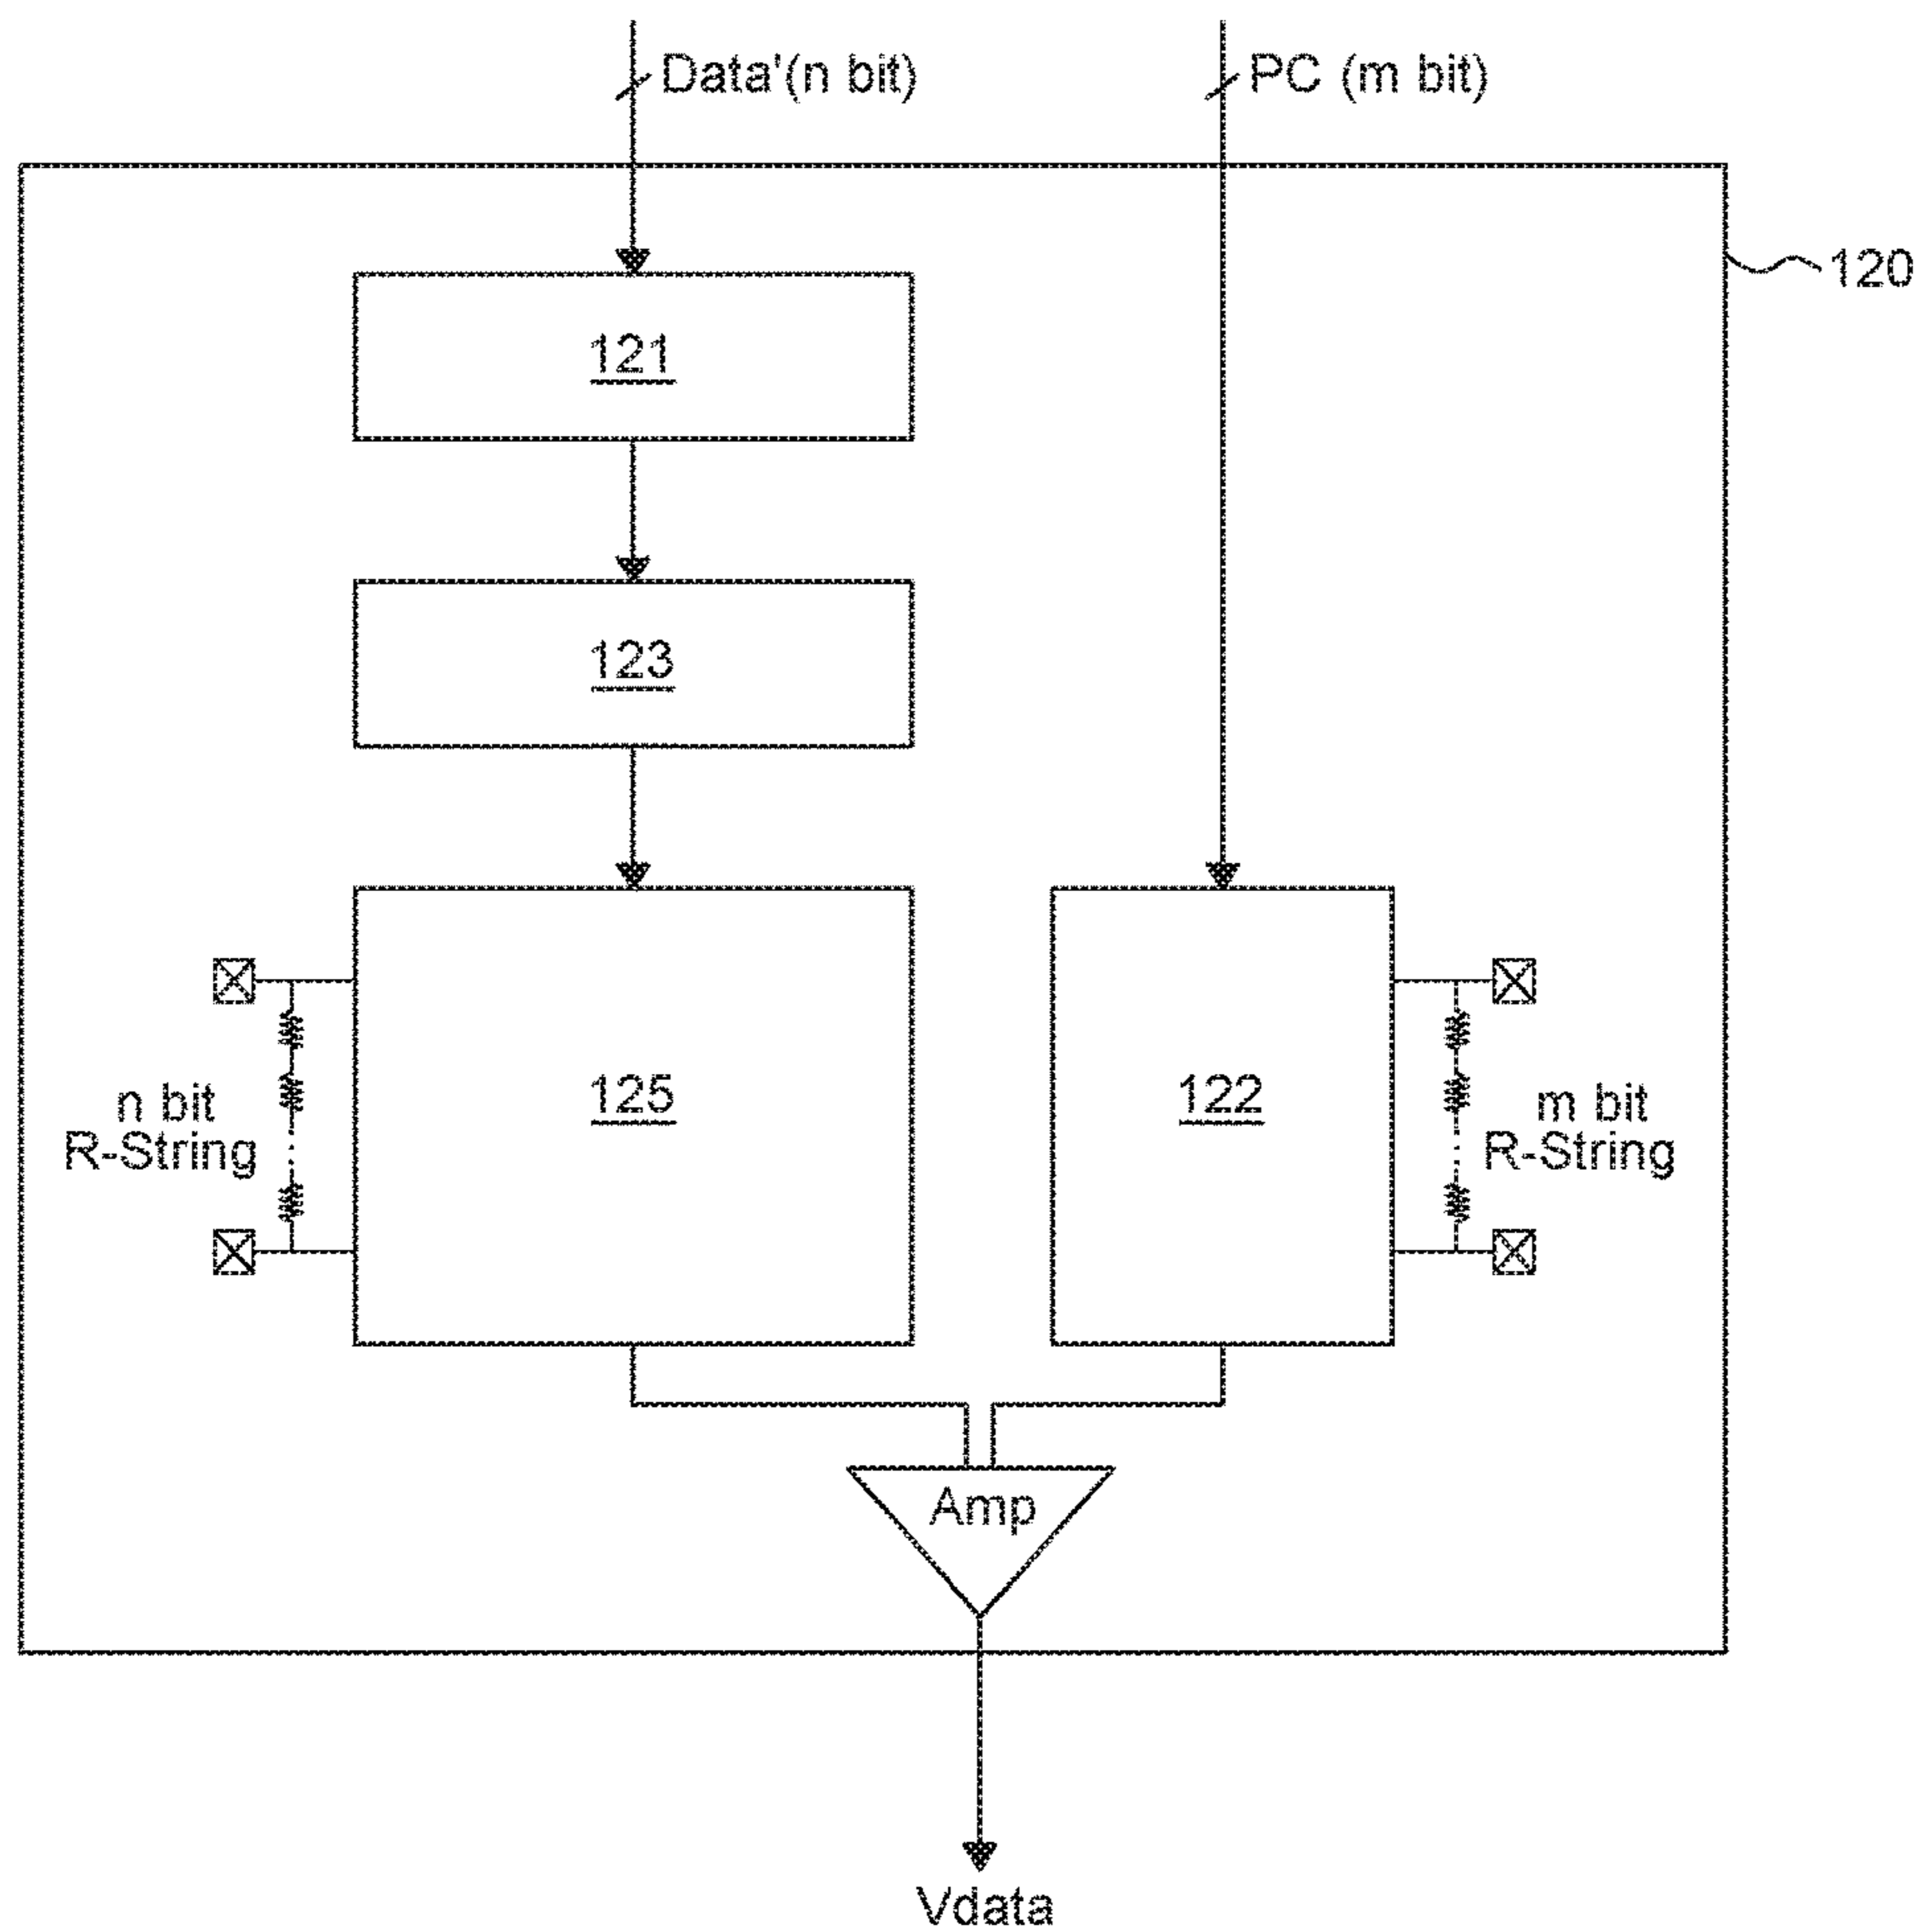 Data'(n bit)
PC (m bit)
120
121
123
125
122
n bit
R-String
m bit
R-String
Amp
Vdata